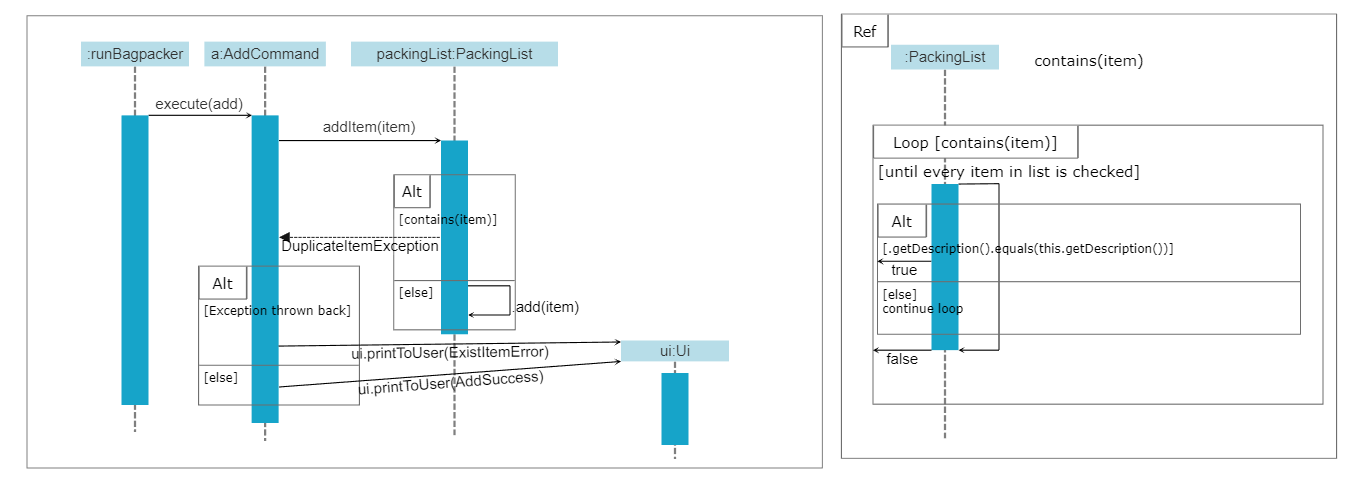 :runBagpacker
a:AddCommand
packingList:PackingList
execute(add)
addItem(item)
Alt
[contains(item)]
DuplicateItemException
Alt
[else]
.add(item)
[Exception thrown back]
ui.printToUser(ExistItemError)
ui:Ui
[else]
ui.printToUser(AddSuccess)
Ref
:PackingList
contains(item)
Loop [contains(item)]
[until every item in list is checked]
Alt
[.getDescription().equals(this.getDescription())]
true
[else]
continue loop
false